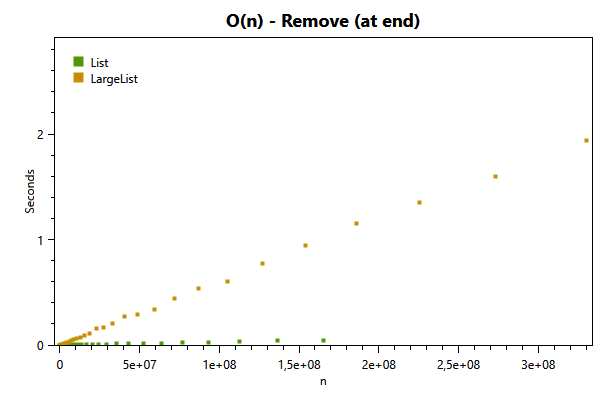 O(n) - Remove (at end)
List
LargeList
2
1
0
Seconds
0 5e+07 1e+08 1,5e+08 2e+08 2,5e+08 3e+08
n